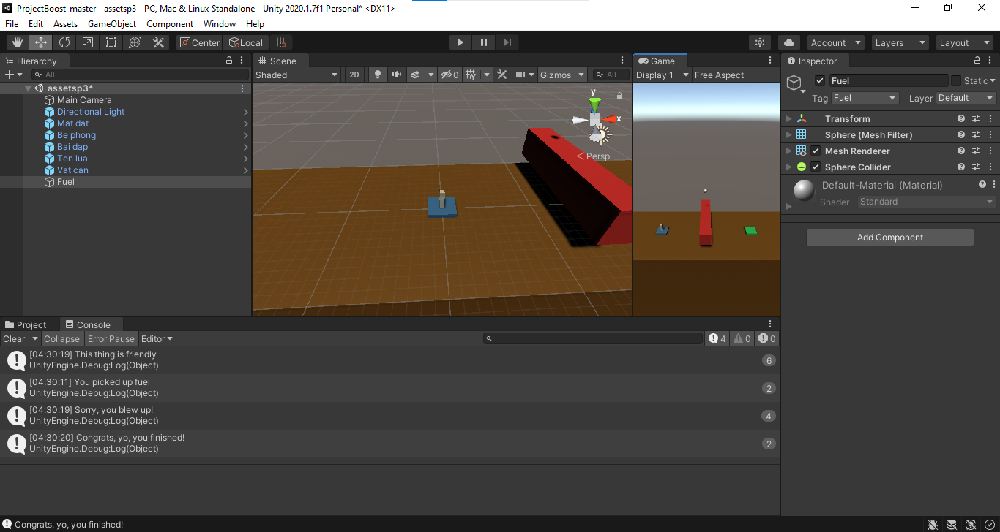 ProjectBoost-master - assetsp3 - PC, Mac & Linux Standalone - Unity 2020.1.7f1 Personal* <DX11>
File Edit Assets GameObject Component Window Help
Center Local Account Layers Layout
Hierarchy
All
assetsp3*
Main Camera
Directional Light
Mat dat
Be phong
Bai dap
Ten lua
Vat can
Fuel
Scene
Shaded 2D 0 Gizmos All
y
x
Persp
Game
Display 1 Free Aspect
Inspector
Fuel Static
Tag Fuel Layer Default
Transform
Sphere (Mesh Filter)
Mesh Renderer
Sphere Collider
Default-Material (Material)
Shader Standard
Add Component
Project Console
Clear Collapse Error Pause Editor 4 0 0
[04:30:19] This thing is friendly
UnityEngine.Debug:Log(Object)
6
[04:30:11] You picked up fuel
UnityEngine.Debug:Log(Object)
2
[04:30:19] Sorry, you blew up!
UnityEngine.Debug:Log(Object)
4
[04:30:20] Congrats, yo, you finished!
UnityEngine.Debug:Log(Object)
2
Congrats, yo, you finished!